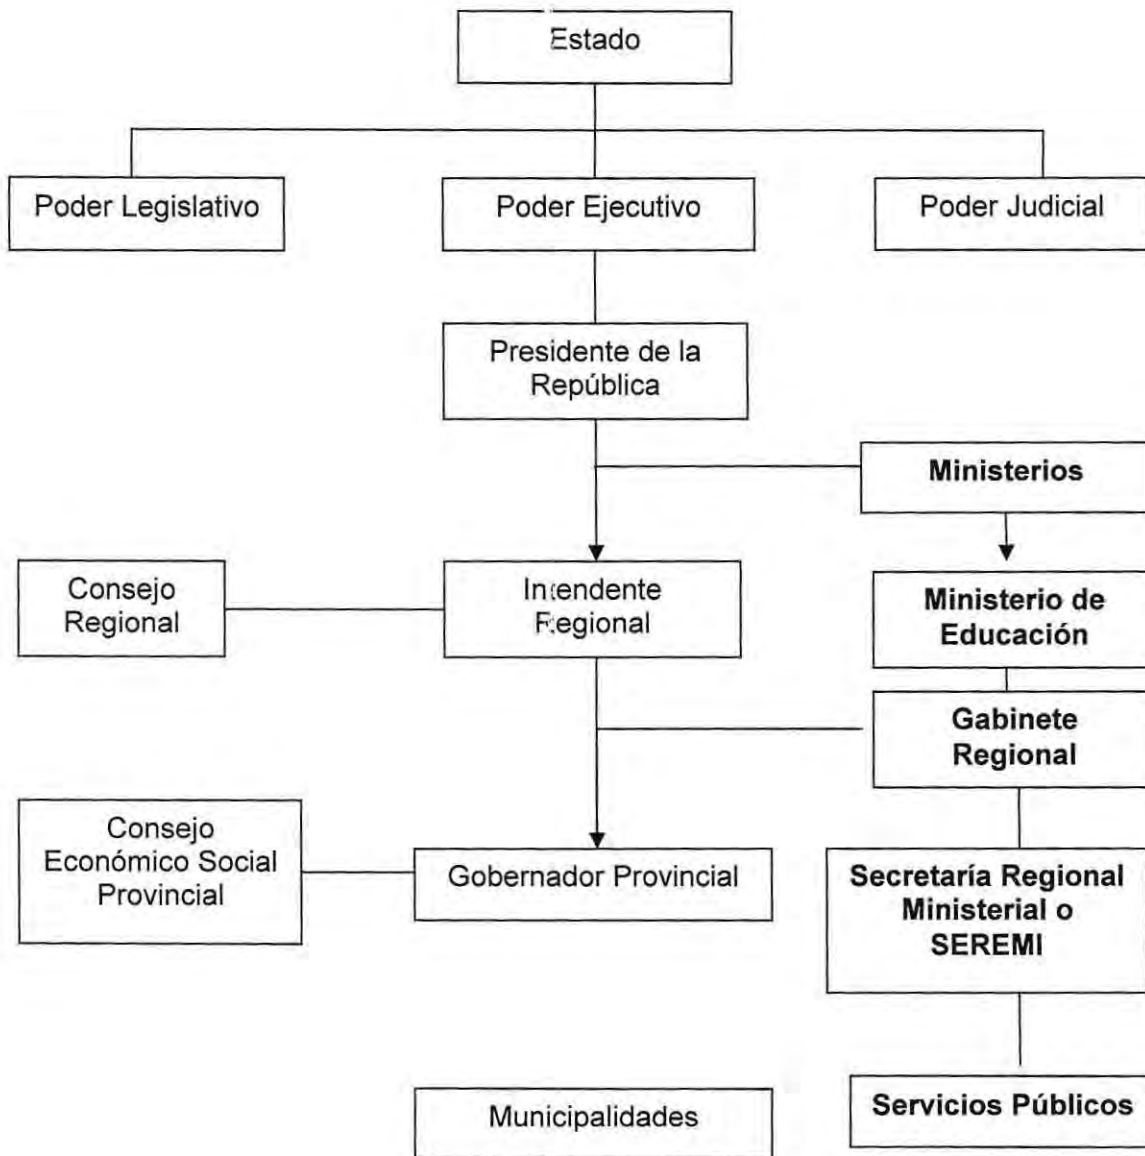 Estado
Poder Legislativo
Poder Ejecutivo
Poder Judicial
Presidente de la
República
Ministerios
Consejo
Regional
Intendente
Regional
Ministerio de
Educación
Gabinete
Regional
Consejo
Económico Social
Provincial
Gobernador Provincial
Secretaría Regional
Ministerial o
SEREMI
Municipalidades
Servicios Públicos